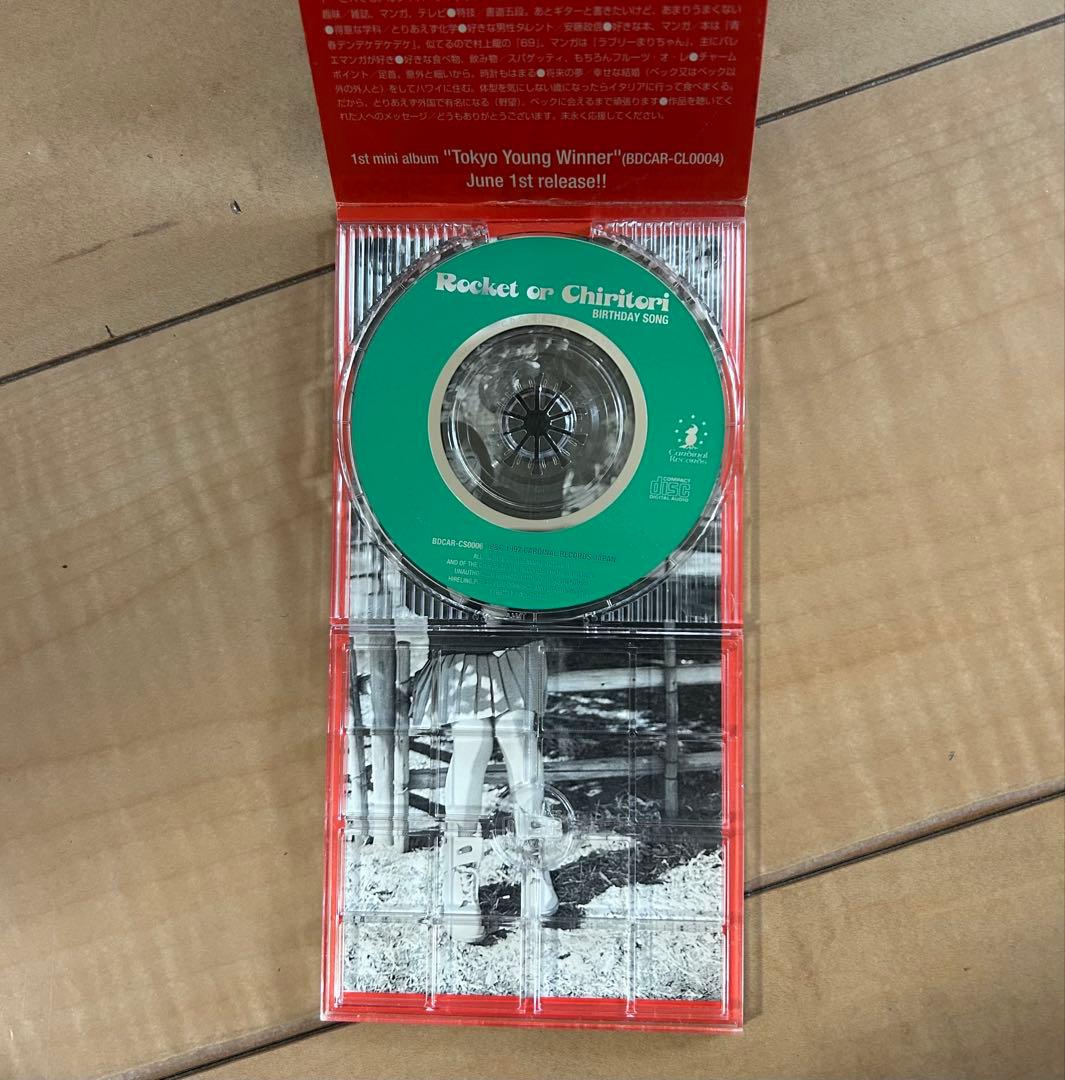 趣味/雑誌、マンガ、テレビ●特技/書道五段。あとギターと書きたいけど、あまりうまくない
●得意な学科/とりあえず化学●好きな男性タレント/安藤政信●好きな本、マンガ/本は『青
春デンデケデケデケ』、似てるので村上龍の『69』。マンガは『ラブリーまりちゃん』、主にバレ
エマンガが好き●好きな食べ物、飲み物/スパゲッティ、もちろんフルーツ・オ・レ●チャーム
ポイント/足首。意外と細いから。時計もはまる●将来の夢/幸せな結婚（ベック又はベック以
外の外人と）をしてハワイに住む。体型を気にしない歳になったらイタリアに行って食べまくる。
だから、とりあえず外国で有名になる（野望）。ベックに会えるまで頑張ります●作品を聴いてく
れた人へのメッセージ/どうもありがとうございます。末永く応援してください。
1st mini album "Tokyo Young Winner"(BDCAR-CL0004)
June 1st release!!
Rocket or Chiritori
BIRTHDAY SONG
Cardinal
Records
COMPACT
disc
DIGITAL AUDIO
BDCAR-CS0006 P&C 1997 CARDINAL RECORDS JAPAN
AND OF THE